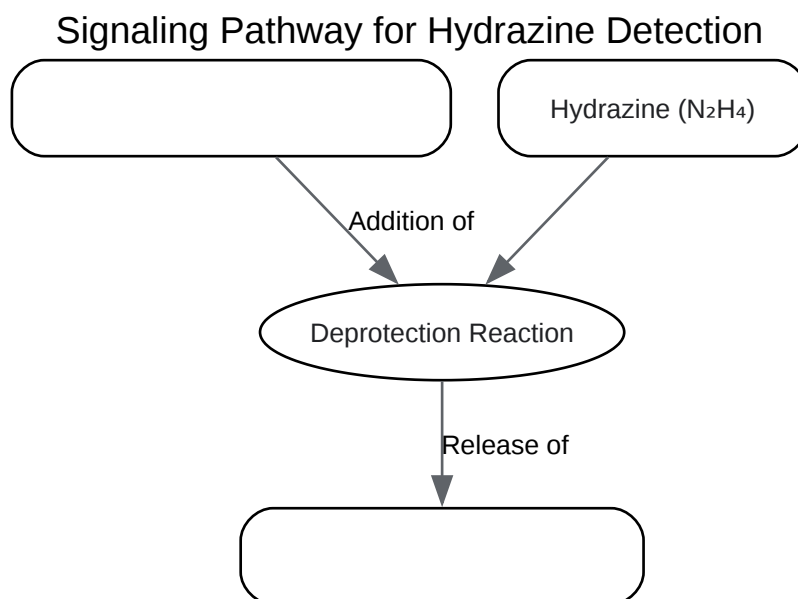 Signaling Pathway for Hydrazine Detection
Hydrazine (N₂H₄)
Addition of
Deprotection Reaction
Release of